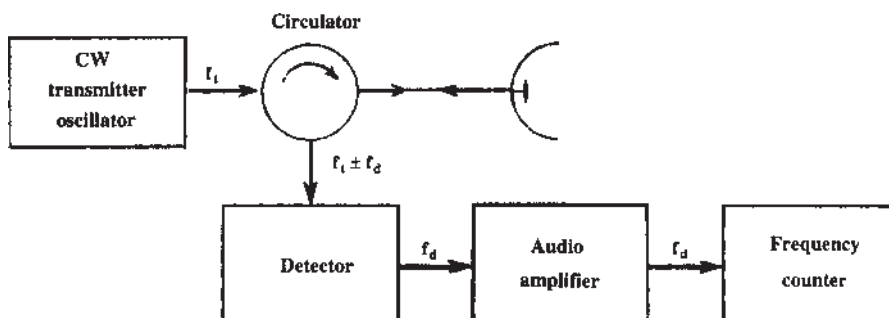 Circulator
CW
transmitter
oscillator
f_t
f_t ± f_d
Detector
f_d
Audio
amplifier
f_d
Frequency
counter